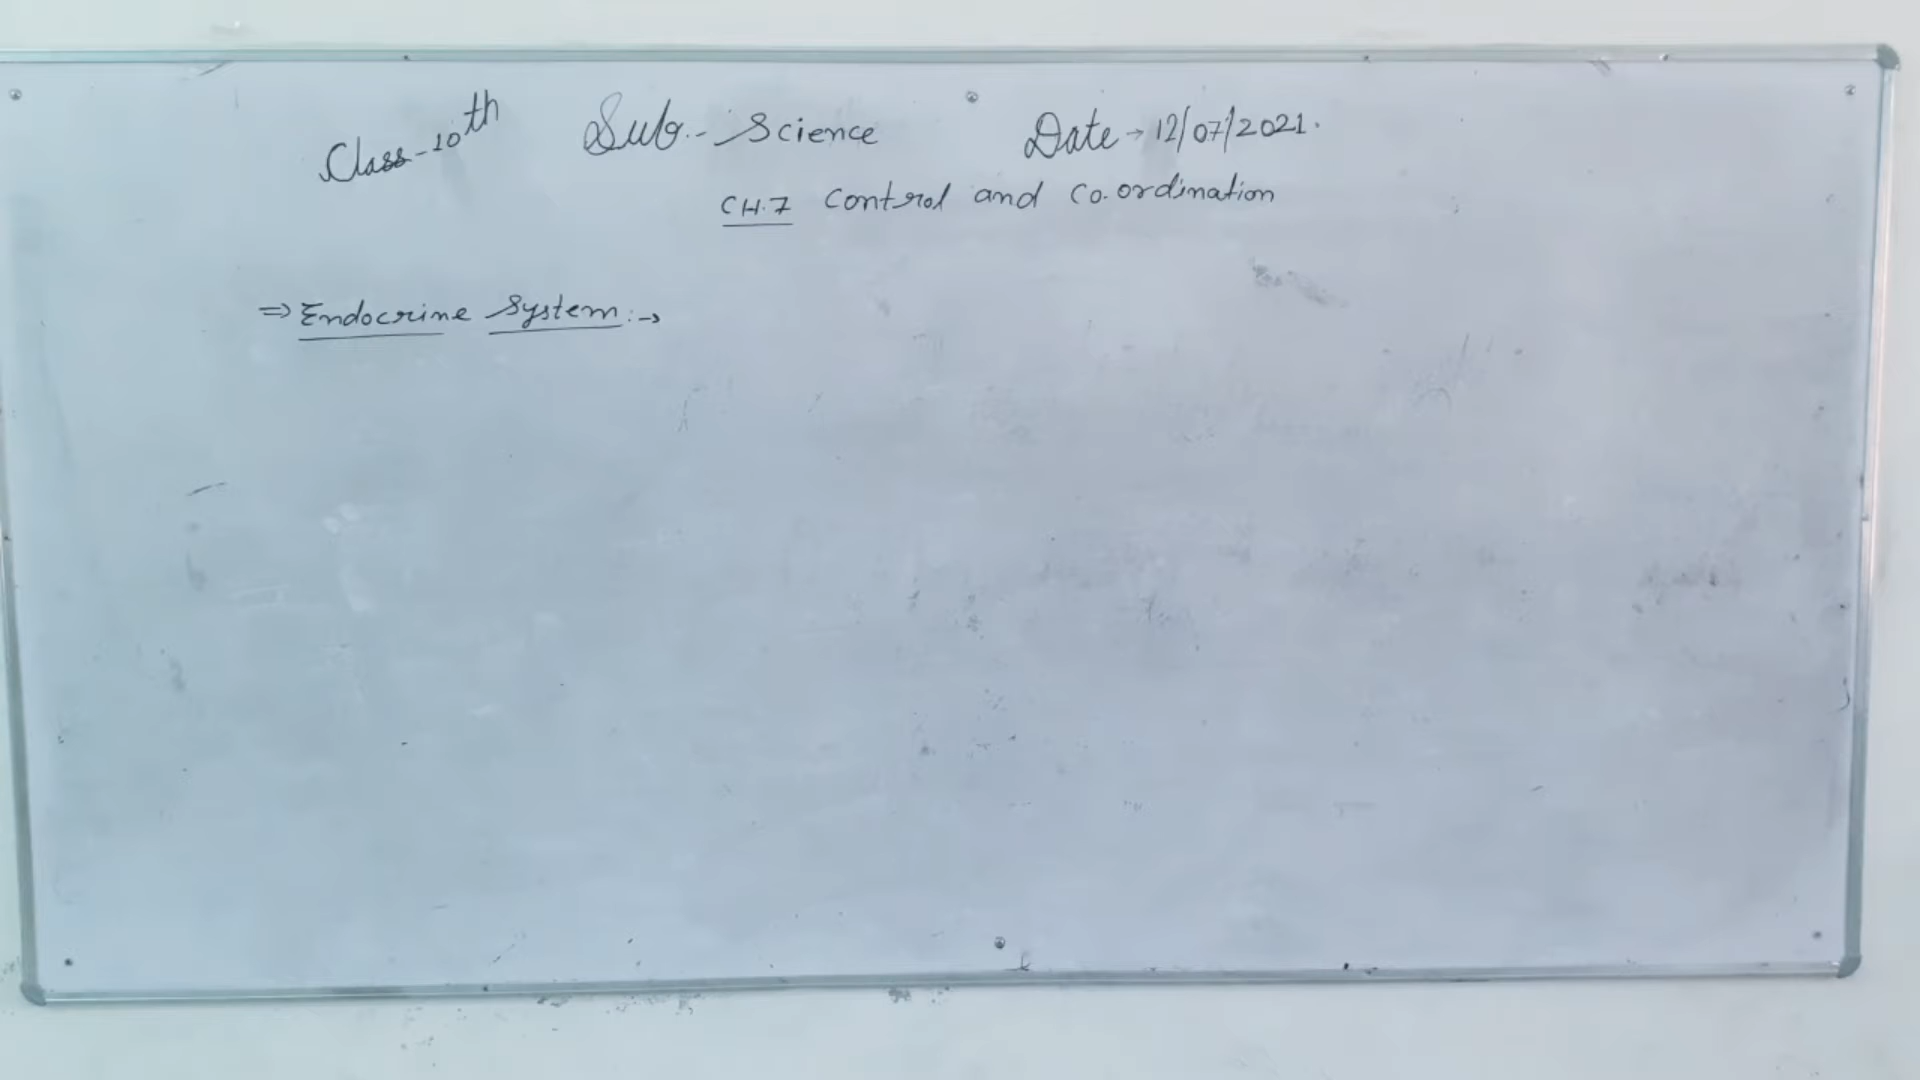 Class-10th Sub.- Science Date → 12/07/2021.
CH.7 Control and Co.ordination
⇒ Endocrine System:→